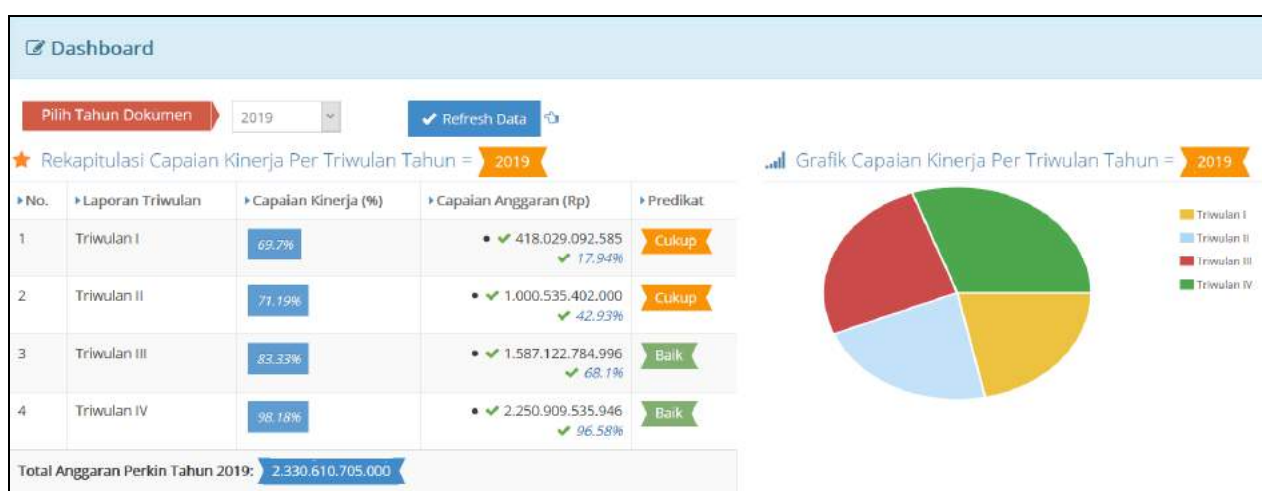 Dashboard
Pilih Tahun Dokumen
2019
Refresh Data
Rekapitulasi Capaian Kinerja Per Triwulan Tahun = 2019
No. Laporan Triwulan Capaian Kinerja (%) Capaian Anggaran (Rp) Predikat
1 Triwulan I 69.7% 418.029.092.585 Cukup
17.94%
2 Triwulan II 71.19% 1.000.535.402.000 Cukup
42.93%
3 Triwulan III 83.33% 1.587.122.784.996 Baik
68.1%
4 Triwulan IV 98.18% 2.250.909.535.946 Baik
96.58%
Total Anggaran Perkin Tahun 2019: 2.330.610.705.000
Grafik Capaian Kinerja Per Triwulan Tahun = 2019
Triwulan I
Triwulan II
Triwulan III
Triwulan IV